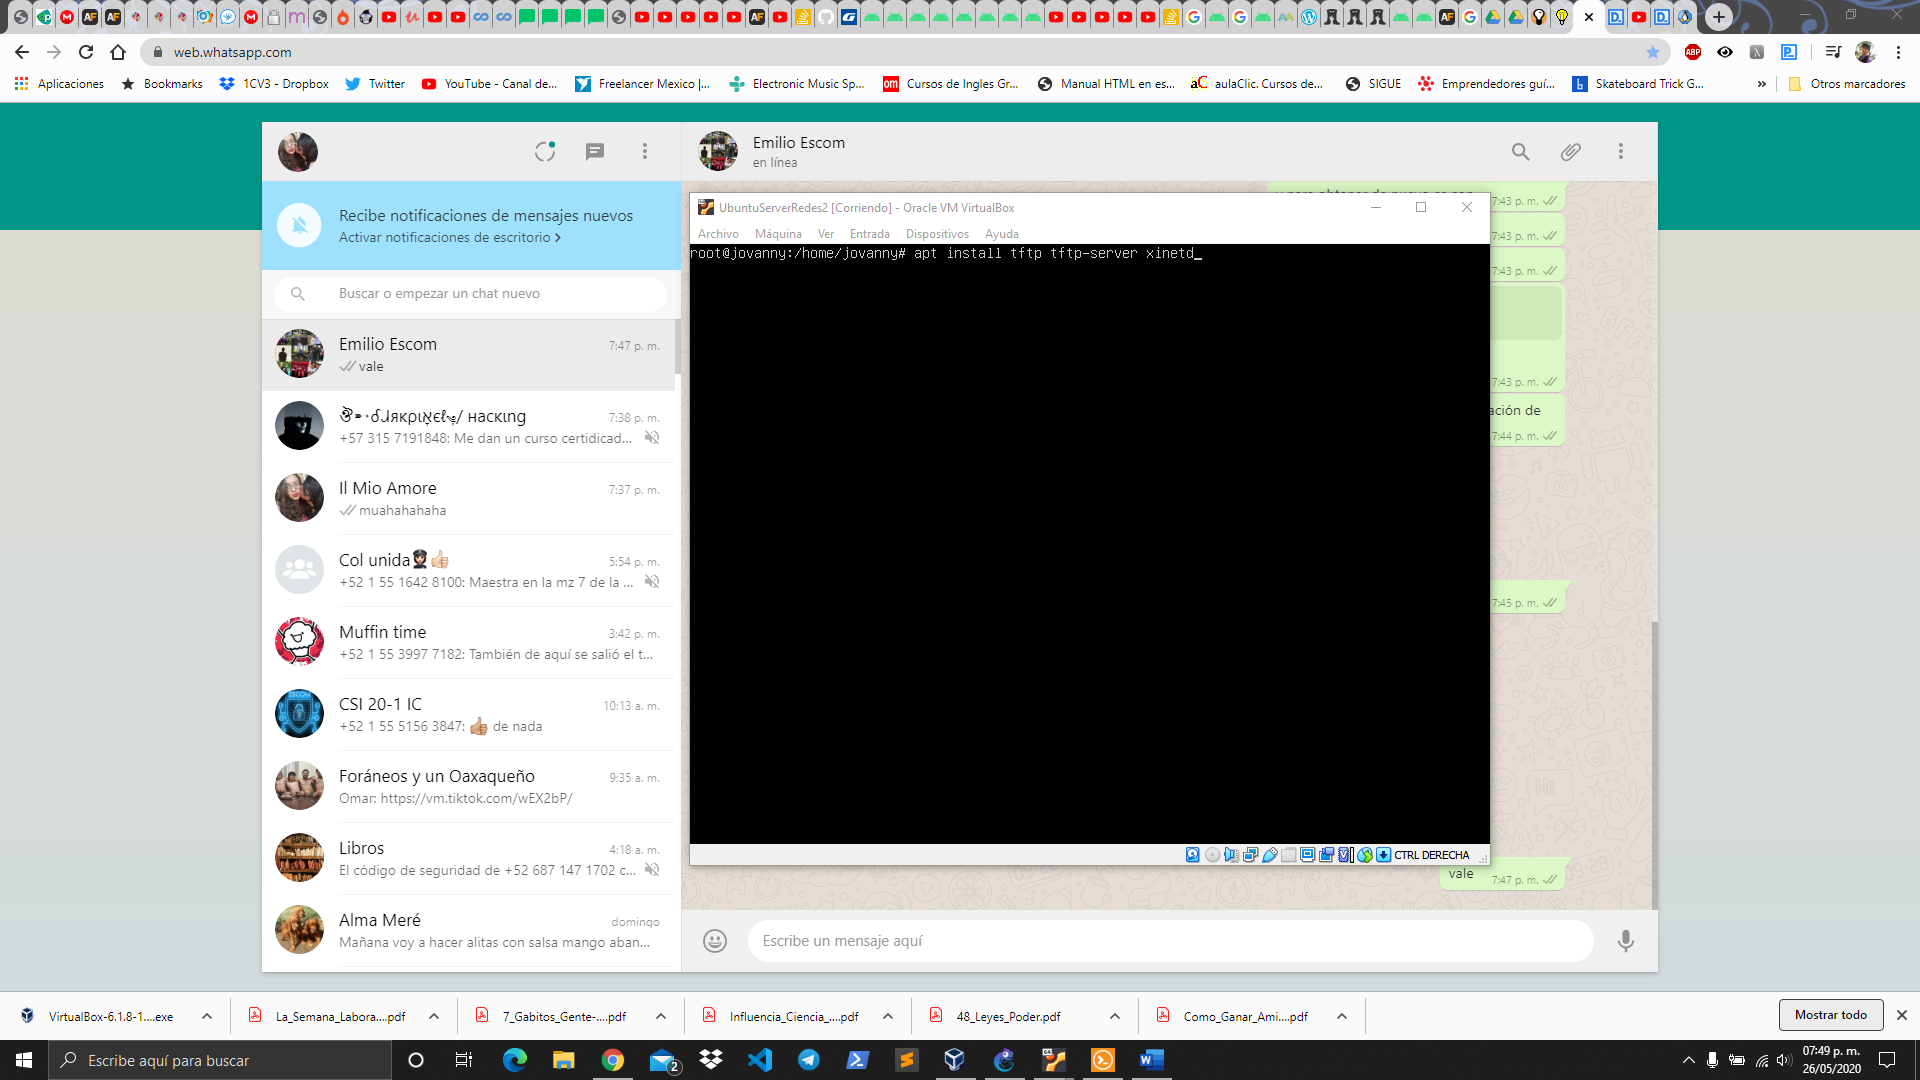 web.whatsapp.com
Aplicaciones
Bookmarks
1CV3 - Dropbox
Twitter
YouTube - Canal de...
Freelancer Mexico |...
Electronic Music Sp...
Cursos de Ingles Gr...
Manual HTML en es...
aulaClic. Cursos de...
SIGUE
Emprendedores guí...
Skateboard Trick G...
»
Otros marcadores
Recibe notificaciones de mensajes nuevos
Activar notificaciones de escritorio >
Buscar o empezar un chat nuevo
Emilio Escom
7:47 p. m.
vale
/ нacĸιng
7:38 p. m.
+57 315 7191848: Me dan un curso certidicad...
Il Mio Amore
7:37 p. m.
muahahahaha
Col unida
5:54 p. m.
+52 1 55 1642 8100: Maestra en la mz 7 de la ...
Muffin time
3:42 p. m.
+52 1 55 3997 7182: También de aquí se salió el t...
CSI 20-1 IC
10:13 a. m.
+52 1 55 5156 3847: 👍🏼 de nada
Foráneos y un Oaxaqueño
9:35 a. m.
Omar: https://vm.tiktok.com/wEX2bP/
Libros
4:18 a. m.
El código de seguridad de +52 687 147 1702 c...
Alma Meré
domingo
Mañana voy a hacer alitas con salsa mango aban...
Emilio Escom
en línea
7:43 p. m.
7:43 p. m.
7:43 p. m.
7:43 p. m.
ación de
7:44 p. m.
7:45 p. m.
vale
7:47 p. m.
Escribe un mensaje aquí
UbuntuServerRedes2 [Corriendo] - Oracle VM VirtualBox
Archivo Máquina Ver Entrada Dispositivos Ayuda
root@jovanny:/home/jovanny# apt install tftp tftp-server xinetd_
CTRL DERECHA
VirtualBox-6.1.8-1....exe
La_Semana_Labora....pdf
7_Gabitos_Gente-....pdf
Influencia_Ciencia_....pdf
48_Leyes_Poder.pdf
Como_Ganar_Ami....pdf
Mostrar todo
Escribe aquí para buscar
2
07:49 p. m.
26/05/2020